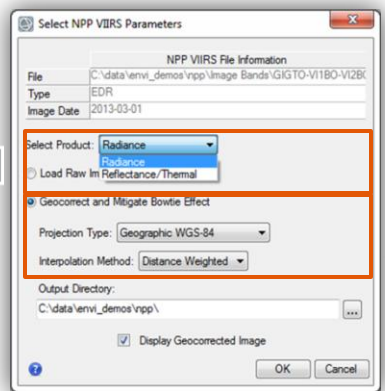 Select NPP VIIRS Parameters
NPP VIIRS File Information
File C:\data\envi_demos\npp\Image Bands\GIGTO-VI1BO-VI2B
Type EDR
Image Date 2013-03-01
Select Product: Radiance
Radiance
Load Raw Im Reflectance/Thermal
Geocorrect and Mitigate Bowtie Effect
Projection Type: Geographic WGS-84
Interpolation Method: Distance Weighted
Output Directory:
C:\data\envi_demos\npp\
...
Display Geocorrected Image
? OK Cancel